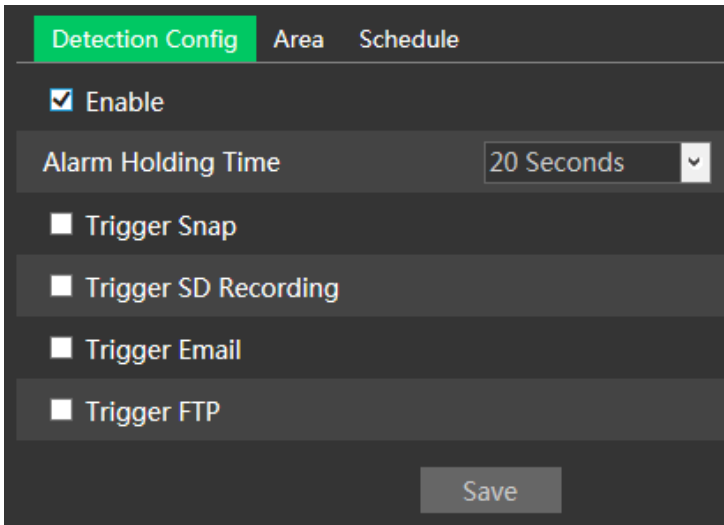 Detection Config Area Schedule
Enable
Alarm Holding Time 20 Seconds
Trigger Snap
Trigger SD Recording
Trigger Email
Trigger FTP
Save